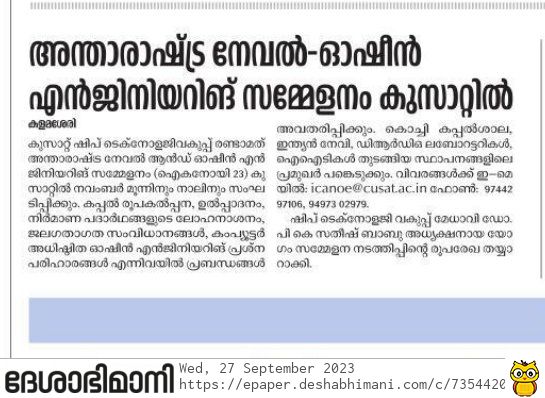 അന്താരാഷ്ട്ര നേവൽ-ഓഷീൻ
എൻജിനിയറിങ് സമ്മേളനം കുസാറ്റിൽ
കളമശേരി
കുസാറ്റ് ഷിപ് ടെക്നോളജിവകുപ്പ് രണ്ടാമത്
അന്താരാഷ്ട നേവൽ ആൻഡ് ഓഷീൻ എൻ
ജിനിയറിങ് സമ്മേളനം (ഐകനോയി 23) കു
സാറ്റിൽ നവംബർ മൂന്നിനും നാലിനും സംഘ
ടിപ്പിക്കും. കപ്പൽ രൂപകൽപ്പന, ഉൽപ്പാദനം,
നിർമാണ പദാർഥങ്ങളുടെ ലോഹനാശനം,
ജലഗതാഗത സംവിധാനങ്ങൾ, കംപ്യൂട്ടർ
അധിഷ്ഠിത ഓഷീൻ എൻജിനിയറിങ് പ്രശ്ന
പരിഹാരങ്ങൾ എന്നിവയിൽ പ്രബന്ധങ്ങൾ
അവതരിപ്പിക്കും. കൊച്ചി കപ്പൽശാല,
ഇന്ത്യൻ നേവി, ഡിആർഡിഒ ലബോറട്ടറികൾ,
ഐഐടികൾ തുടങ്ങിയ സ്ഥാപനങ്ങളിലെ
പ്രമുഖർ പങ്കെടുക്കും. വിവരങ്ങൾക്ക് ഇ–മെ
യിൽ: icanoe@cusat.ac.in ഫോൺ: 97442
97106, 94973 02979.
ഷിപ് ടെക്നോളജി വകുപ്പ് മേധാവി ഡോ.
പി കെ സതീഷ് ബാബു അധ്യക്ഷനായ യോ
ഗം സമ്മേളന നടത്തിപ്പിന്റെ രൂപരേഖ തയ്യാ
റാക്കി.
ദേശാഭിമാനി
Wed, 27 September 2023
https://epaper.deshabhimani.com/c/7354420